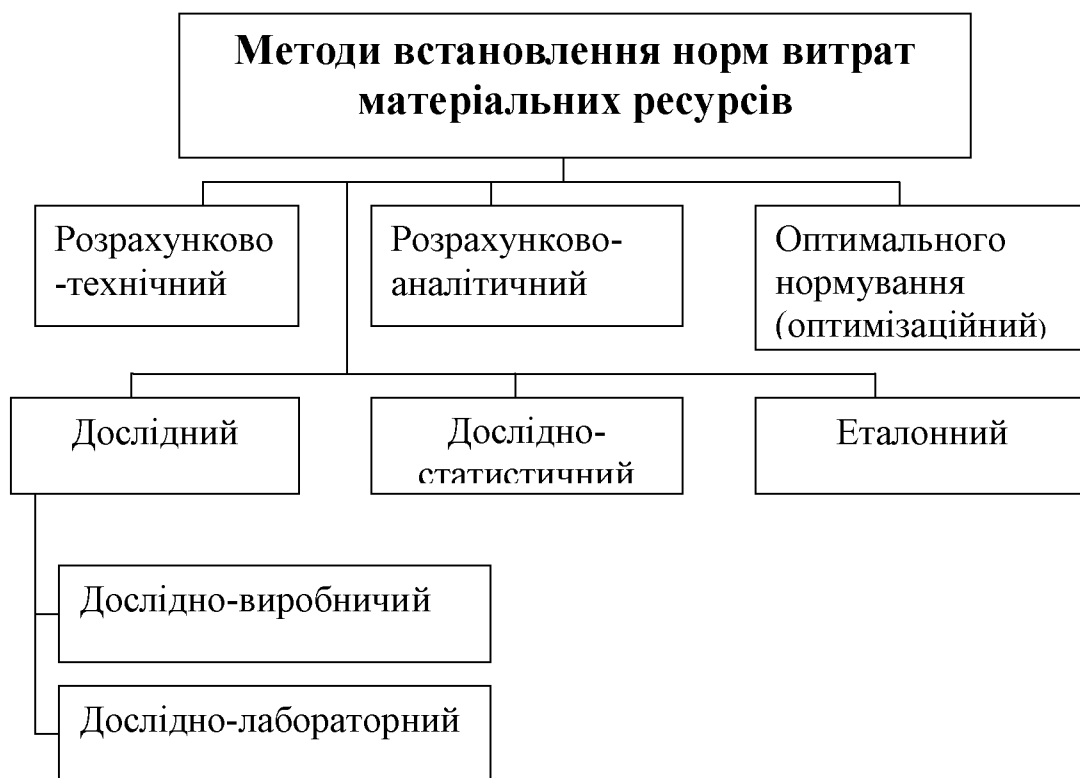 Методи встановлення норм витрат
матеріальних ресурсів
Розрахунково
-технічний
Розрахунково-
аналітичний
Оптимального
нормування
(оптимізаційний)
Дослідний
Дослідно-
статистичний
Еталонний
Дослідно-виробничий
Дослідно-лабораторний